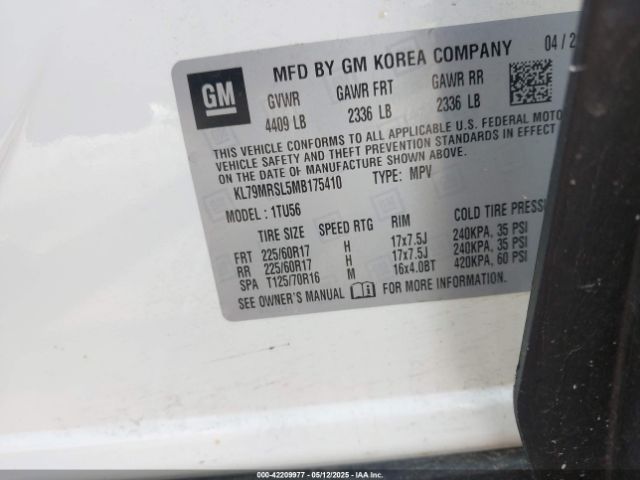 MFD BY GM KOREA COMPANY 04 / 2
GM
GVWR GAWR FRT GAWR RR
4409 LB 2336 LB 2336 LB
THIS VEHICLE CONFORMS TO ALL APPLICABLE U.S. FEDERAL MOTOR
VEHICLE SAFETY AND THEFT PREVENTION STANDARDS IN EFFECT
THE DATE OF MANUFACTURE SHOWN ABOVE.
KL79MRSL5MB175410 TYPE: MPV
MODEL : 1TU56
TIRE SIZE SPEED RTG RIM COLD TIRE PRESS
FRT 225/60R17 H 17x7.5J 240KPA, 35 PSI
RR 225/60R17 H 17x7.5J 240KPA, 35 PSI
SPA T125/70R16 M 16x4.0BT 420KPA, 60 PSI
SEE OWNER'S MANUAL FOR MORE INFORMATION
000-42209977 - 05/12/2025 - IAA Inc.